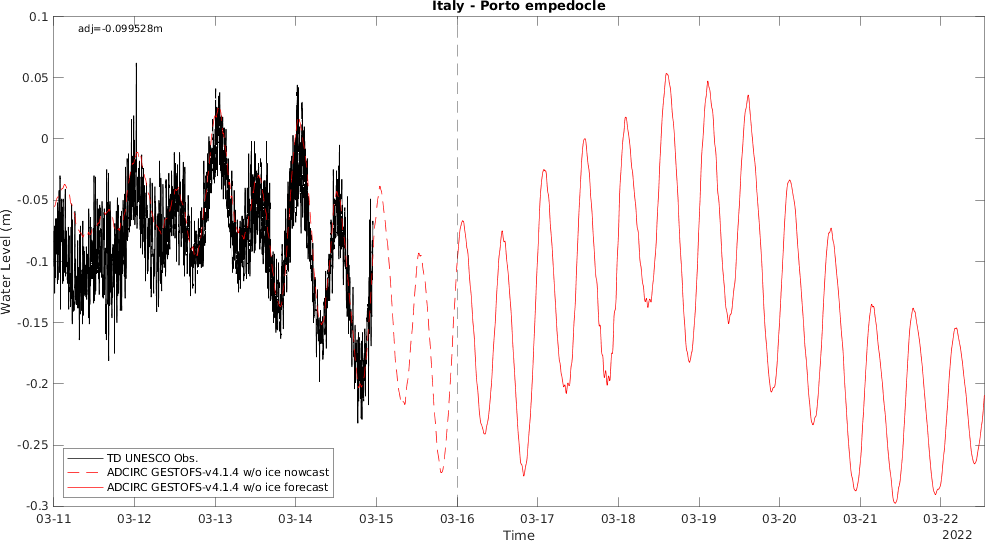 Italy - Porto empedocle
adj=-0.099528m
0.1
0.05
0
-0.05
-0.1
-0.15
-0.2
-0.25
-0.3
Water Level (m)
TD UNESCO Obs.
ADCIRC GESTOFS-v4.1.4 w/o ice nowcast
ADCIRC GESTOFS-v4.1.4 w/o ice forecast
03-11 03-12 03-13 03-14 03-15 03-16 03-17 03-18 03-19 03-20 03-21 03-22
Time
2022